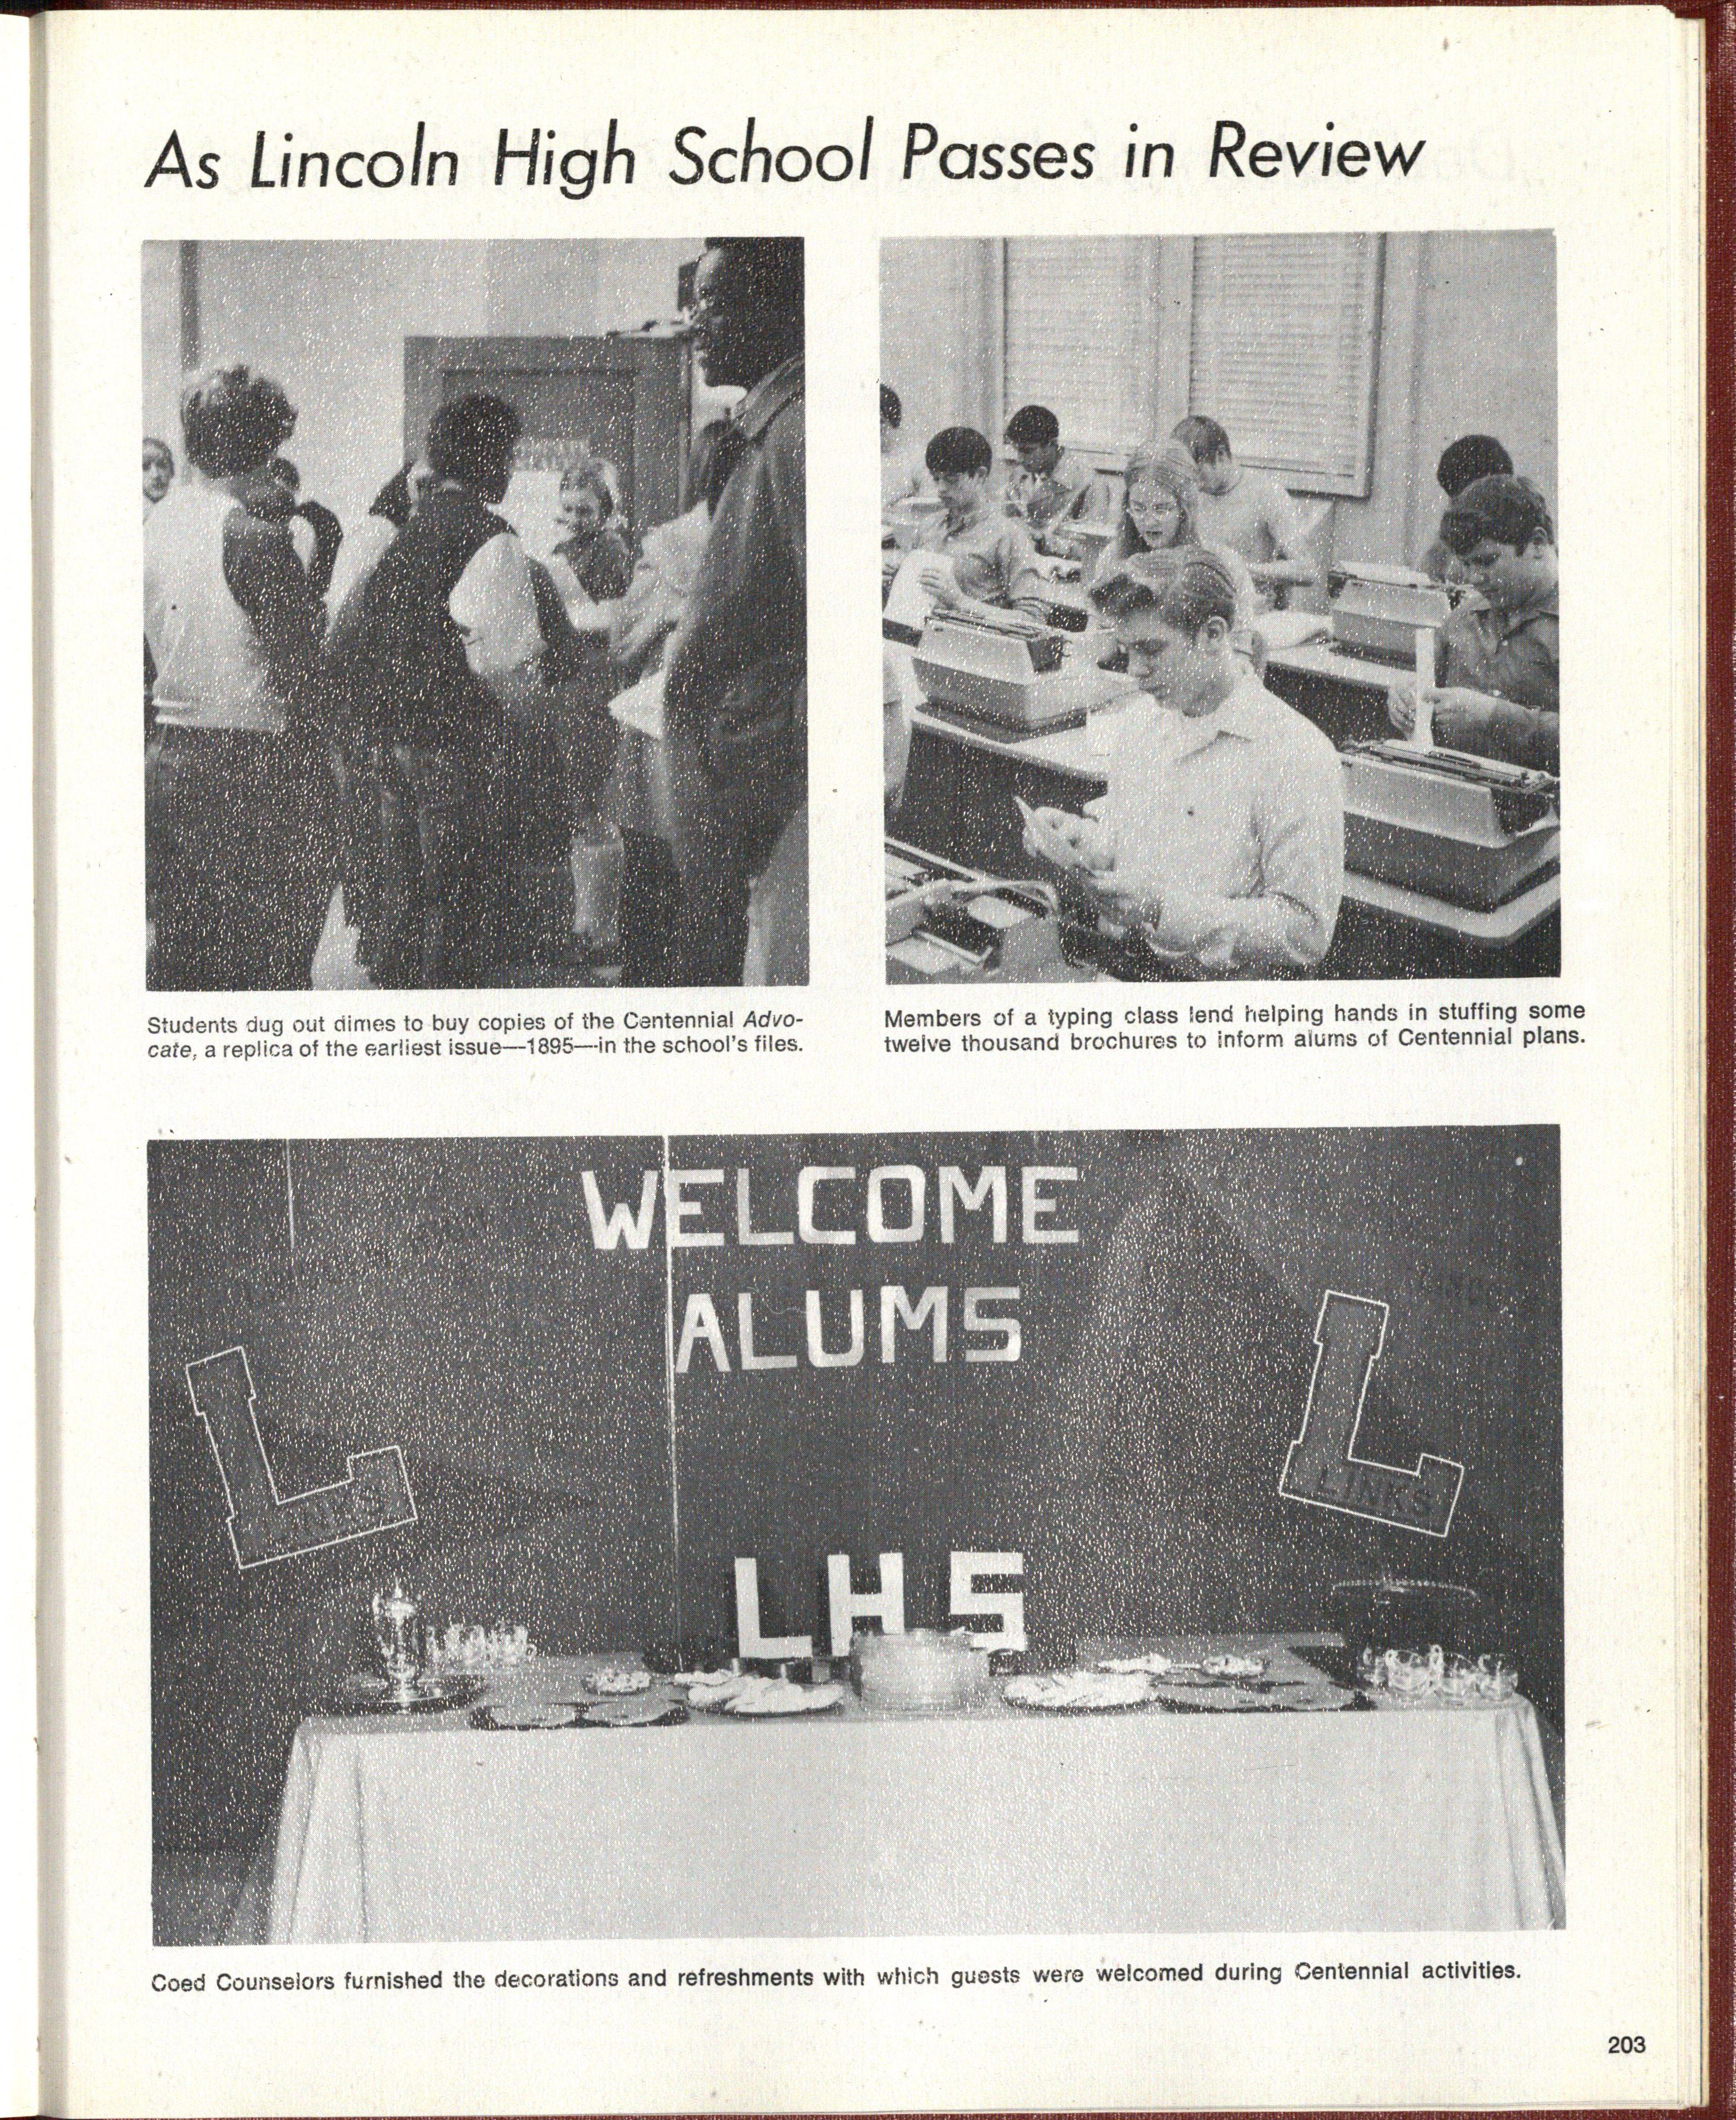 As Lincoln High School Passes in Review
Students dug out dimes to buy copies of the Centennial Advo-
cate, a replica of the earliest issue—1895—in the school's files.
Members of a typing class lend helping hands in stuffing some
twelve thousand brochures to inform alums of Centennial plans.
WELCOME
ALUMS
L
LINKS
L
LINKS
LHS
Coed Counselors furnished the decorations and refreshments with which guests were welcomed during Centennial activities.
203